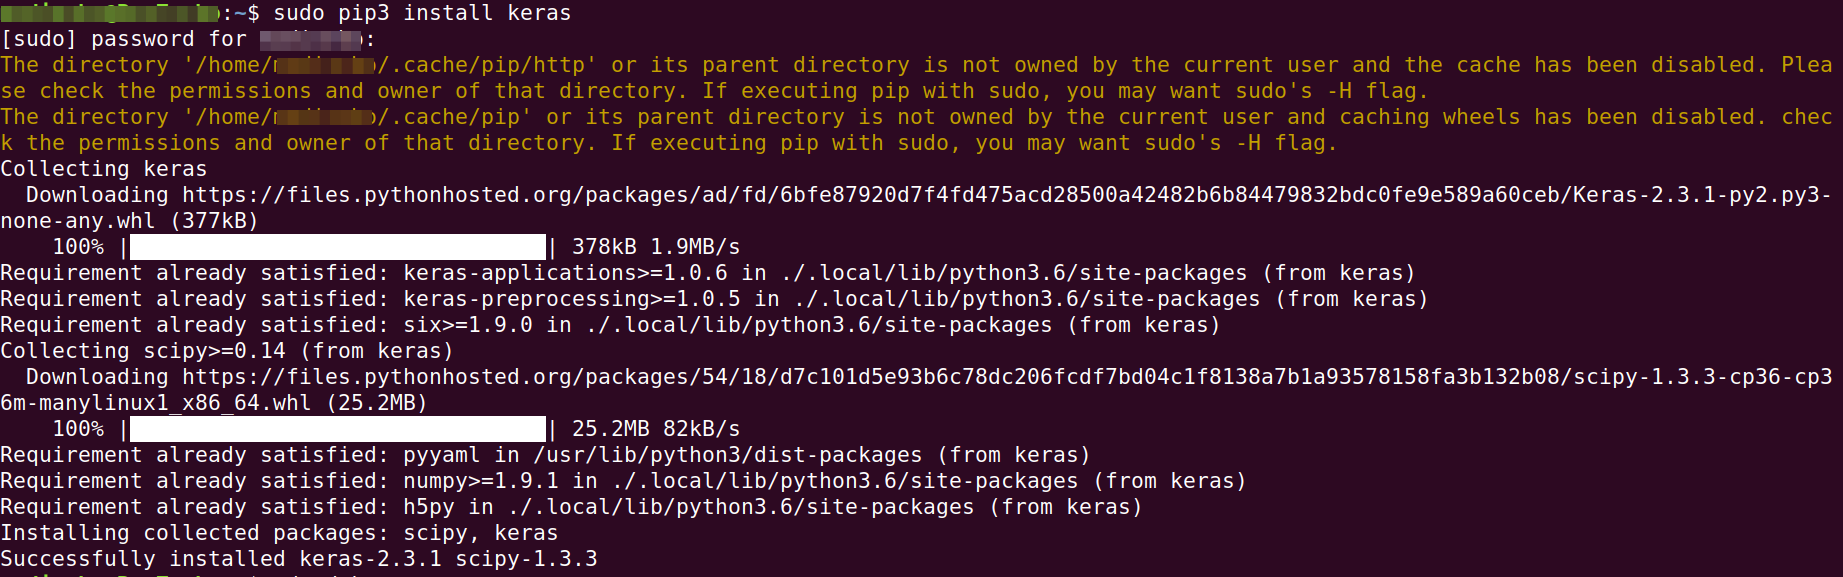 :~$ sudo pip3 install keras
[sudo] password for :
The directory '/home/ /.cache/pip/http' or its parent directory is not owned by the current user and the cache has been disabled. Plea
se check the permissions and owner of that directory. If executing pip with sudo, you may want sudo's -H flag.
The directory '/home/ /.cache/pip' or its parent directory is not owned by the current user and caching wheels has been disabled. chec
k the permissions and owner of that directory. If executing pip with sudo, you may want sudo's -H flag.
Collecting keras
Downloading https://files.pythonhosted.org/packages/ad/fd/6bfe87920d7f4fd475acd28500a42482b6b84479832bdc0fe9e589a60ceb/Keras-2.3.1-py2.py3-
none-any.whl (377kB)
100% | | 378kB 1.9MB/s
Requirement already satisfied: keras-applications>=1.0.6 in ./.local/lib/python3.6/site-packages (from keras)
Requirement already satisfied: keras-preprocessing>=1.0.5 in ./.local/lib/python3.6/site-packages (from keras)
Requirement already satisfied: six>=1.9.0 in ./.local/lib/python3.6/site-packages (from keras)
Collecting scipy>=0.14 (from keras)
Downloading https://files.pythonhosted.org/packages/54/18/d7c101d5e93b6c78dc206fcdf7bd04c1f8138a7b1a93578158fa3b132b08/scipy-1.3.3-cp36-cp3
6m-manylinux1_x86_64.whl (25.2MB)
100% | | 25.2MB 82kB/s
Requirement already satisfied: pyyaml in /usr/lib/python3/dist-packages (from keras)
Requirement already satisfied: numpy>=1.9.1 in ./.local/lib/python3.6/site-packages (from keras)
Requirement already satisfied: h5py in ./.local/lib/python3.6/site-packages (from keras)
Installing collected packages: scipy, keras
Successfully installed keras-2.3.1 scipy-1.3.3